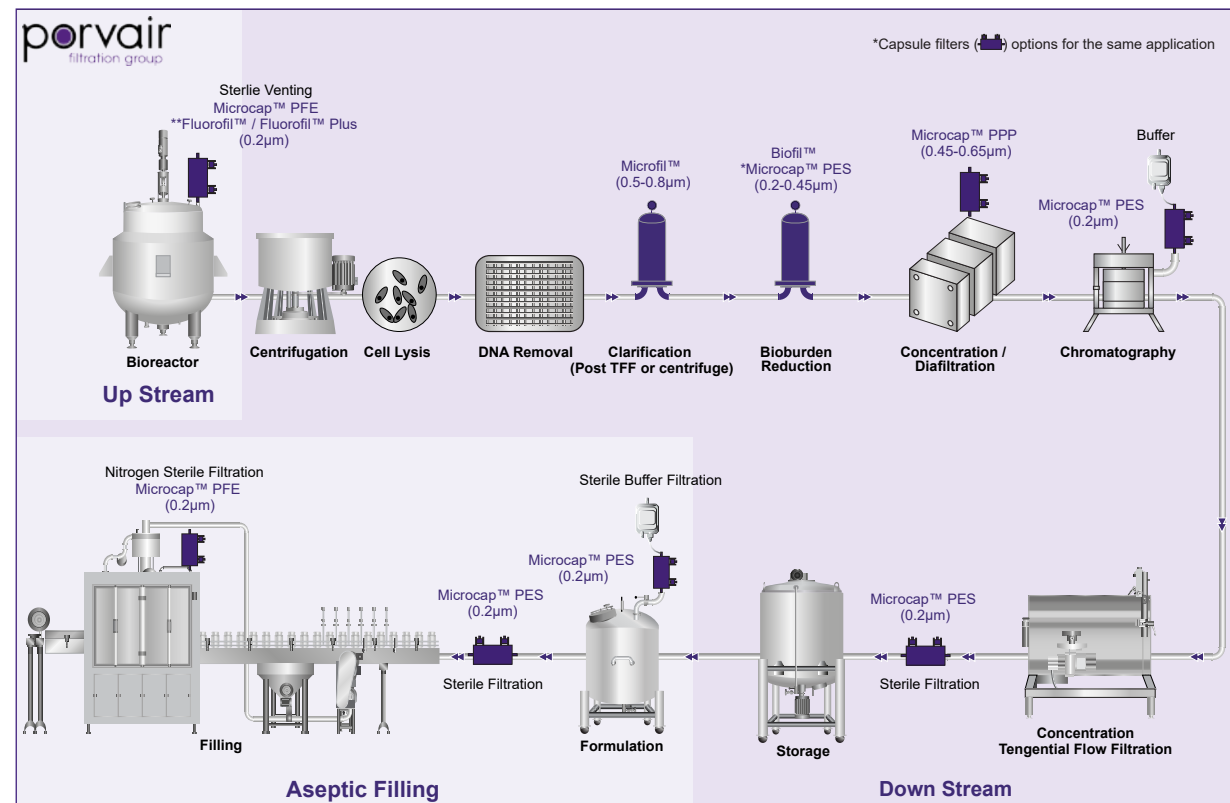 porvair
filtration group
*Capsule filters ( ) options for the same application
Sterlie Venting
Microcap™ PFE
**Fluorofil™ / Fluorofil™ Plus
(0.2µm)
Microfil™
(0.5-0.8µm)
Biofil™
*Microcap™ PES
(0.2-0.45µm)
Microcap™ PPP
(0.45-0.65µm)
Buffer
Microcap™ PES
(0.2µm)
Bioreactor
Centrifugation
Cell Lysis
DNA Removal
Clarification
(Post TFF or centrifuge)
Bioburden
Reduction
Concentration /
Diafiltration
Chromatography
Up Stream
Nitrogen Sterile Filtration
Microcap™ PFE
(0.2µm)
Sterile Buffer Filtration
Microcap™ PES
(0.2µm)
Microcap™ PES
(0.2µm)
Microcap™ PES
(0.2µm)
Sterile Filtration
Sterile Filtration
Filling
Formulation
Storage
Concentration
Tengential Flow Filtration
Aseptic Filling
Down Stream